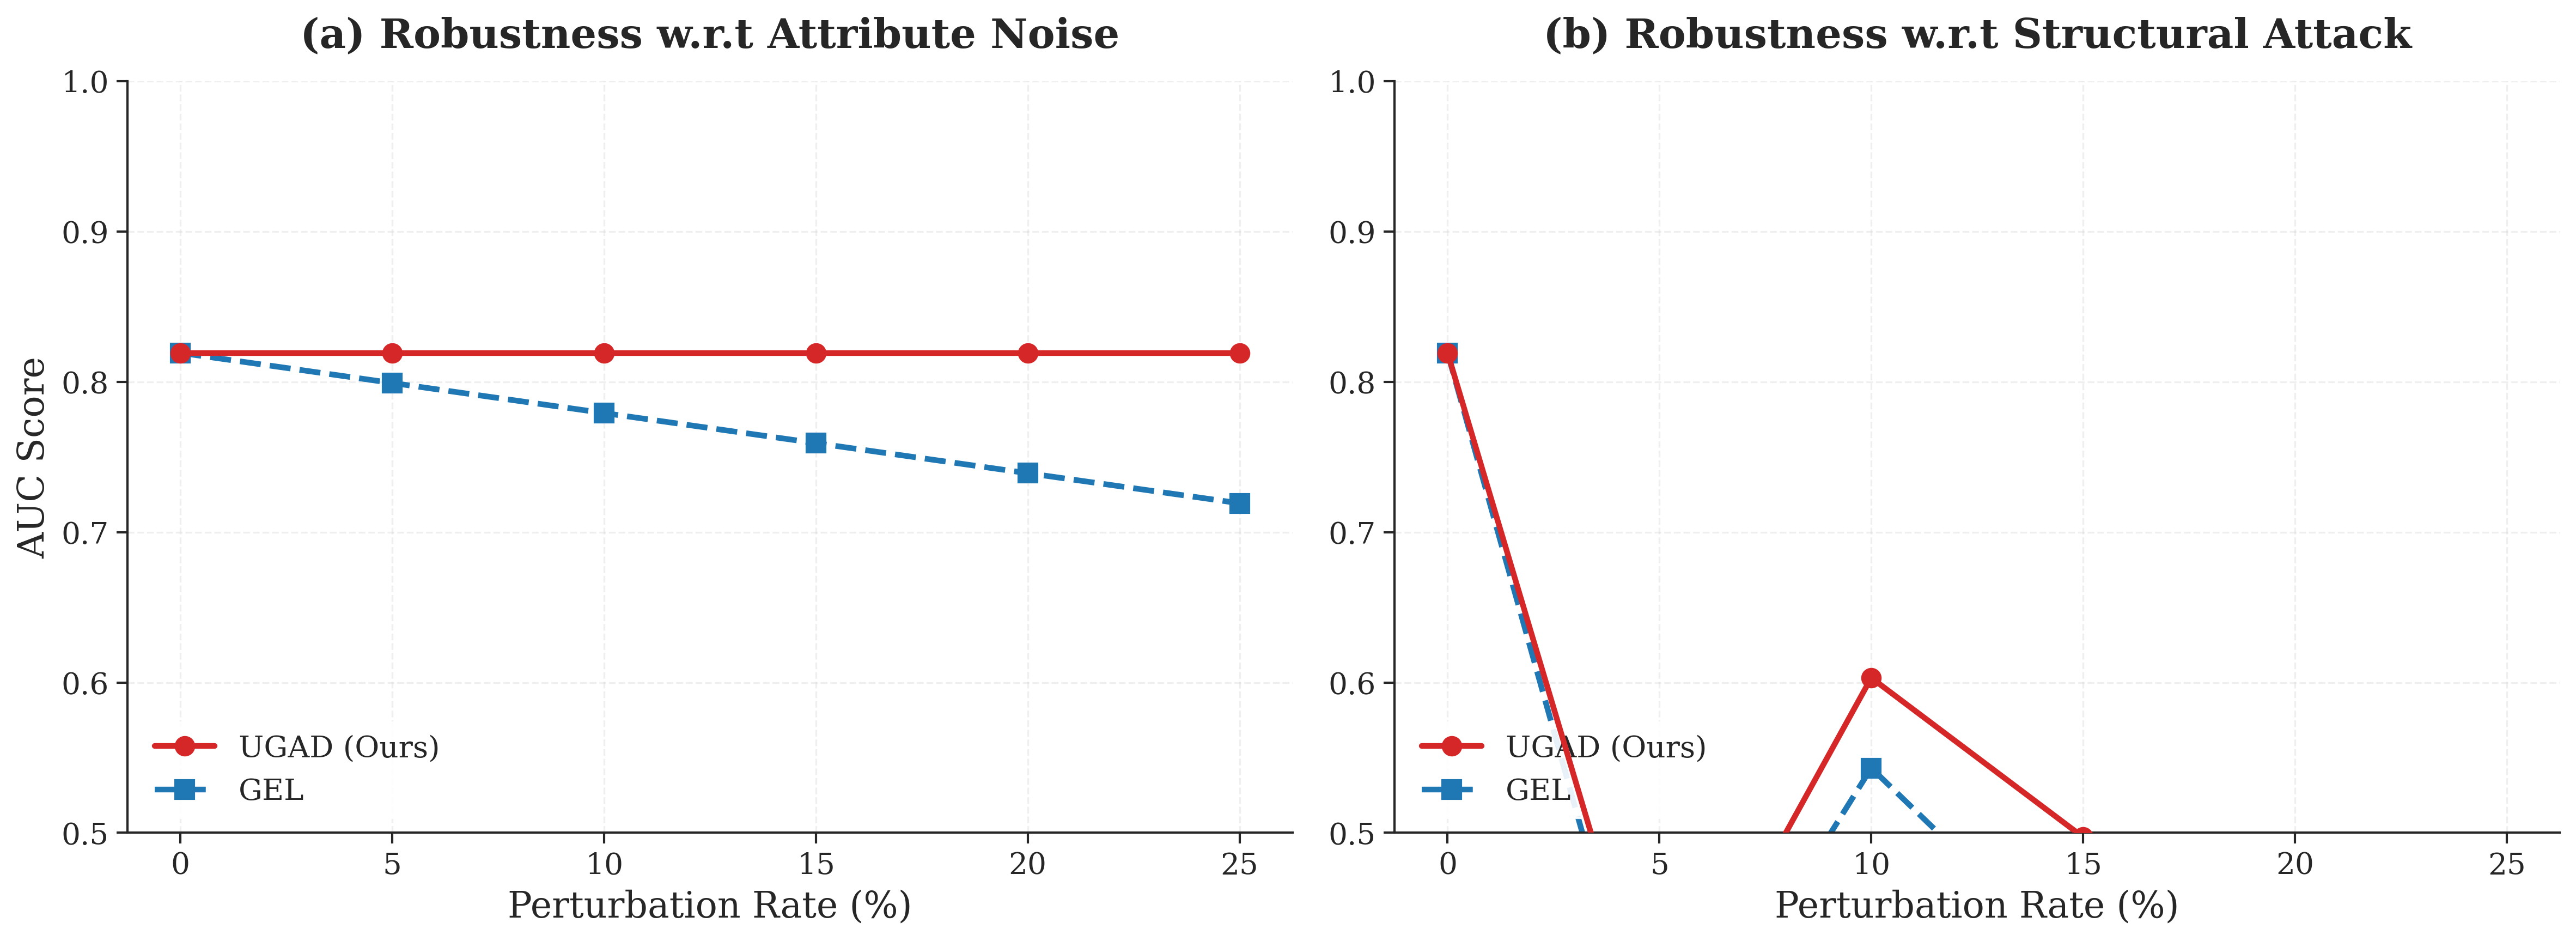 (a) Robustness w.r.t Attribute Noise
1.0
0.9
0.8
0.7
0.6
0.5
AUC Score
UGAD (Ours)
GEL
0 5 10 15 20 25
Perturbation Rate (%)
(b) Robustness w.r.t Structural Attack
1.0
0.9
0.8
0.7
0.6
0.5
UGAD (Ours)
GEL
0 5 10 15 20 25
Perturbation Rate (%)